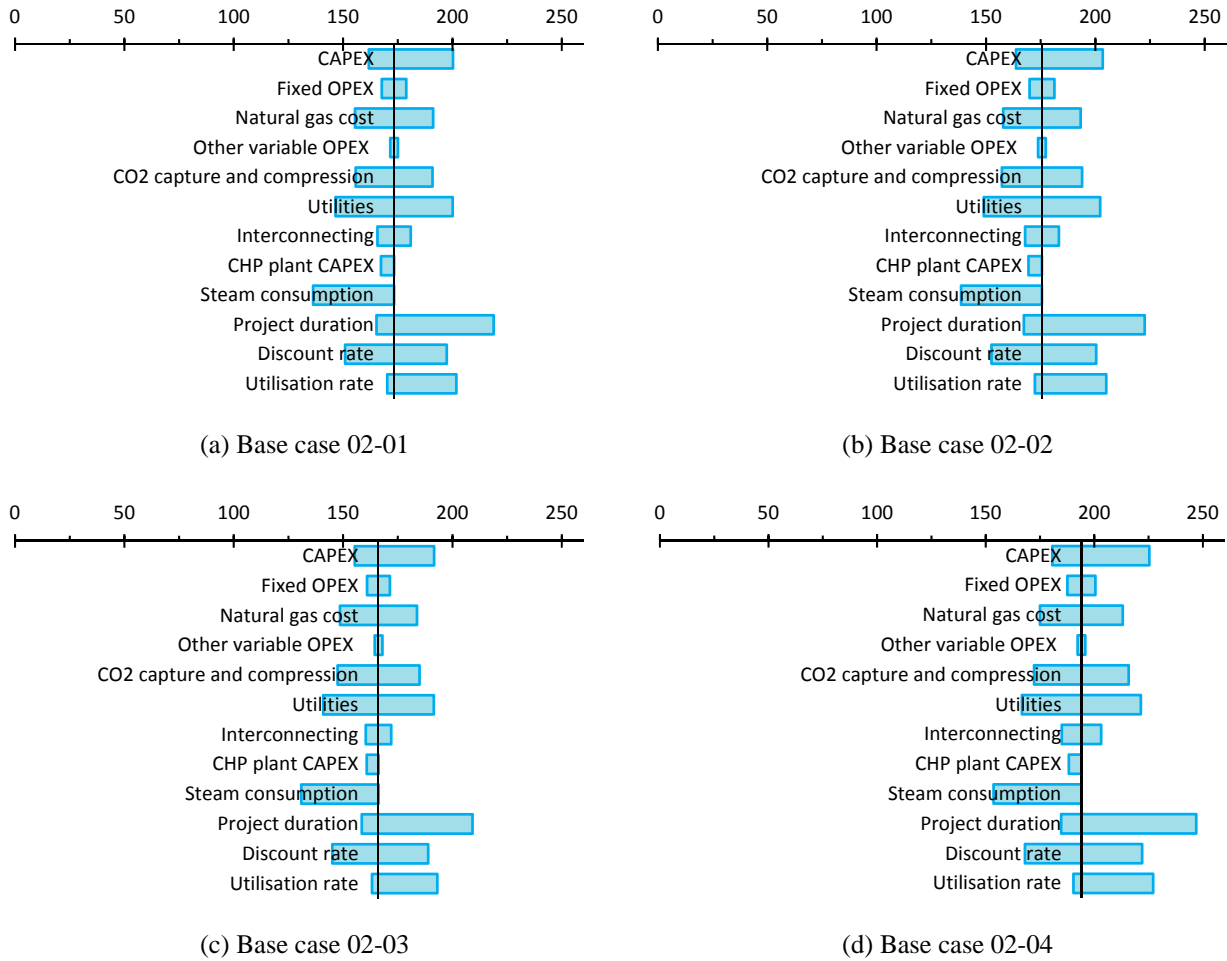 0 50 100 150 200 250
CAPEX
Fixed OPEX
Natural gas cost
Other variable OPEX
CO2 capture and compression
Utilities
Interconnecting
CHP plant CAPEX
Steam consumption
Project duration
Discount rate
Utilisation rate
(a) Base case 02-01
0 50 100 150 200 250
CAPEX
Fixed OPEX
Natural gas cost
Other variable OPEX
CO2 capture and compression
Utilities
Interconnecting
CHP plant CAPEX
Steam consumption
Project duration
Discount rate
Utilisation rate
(b) Base case 02-02
0 50 100 150 200 250
CAPEX
Fixed OPEX
Natural gas cost
Other variable OPEX
CO2 capture and compression
Utilities
Interconnecting
CHP plant CAPEX
Steam consumption
Project duration
Discount rate
Utilisation rate
(c) Base case 02-03
0 50 100 150 200 250
CAPEX
Fixed OPEX
Natural gas cost
Other variable OPEX
CO2 capture and compression
Utilities
Interconnecting
CHP plant CAPEX
Steam consumption
Project duration
Discount rate
Utilisation rate
(d) Base case 02-04